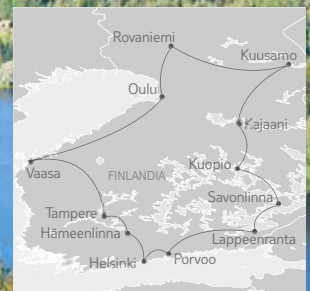 Rovaniemi
Kuusamo
Oulu
Kajaani
Kuopio
Vaasa
FINLANDIA
Savonlinna
Tampere
Hämeenlinna
Lappeenranta
Helsinki
Porvoo